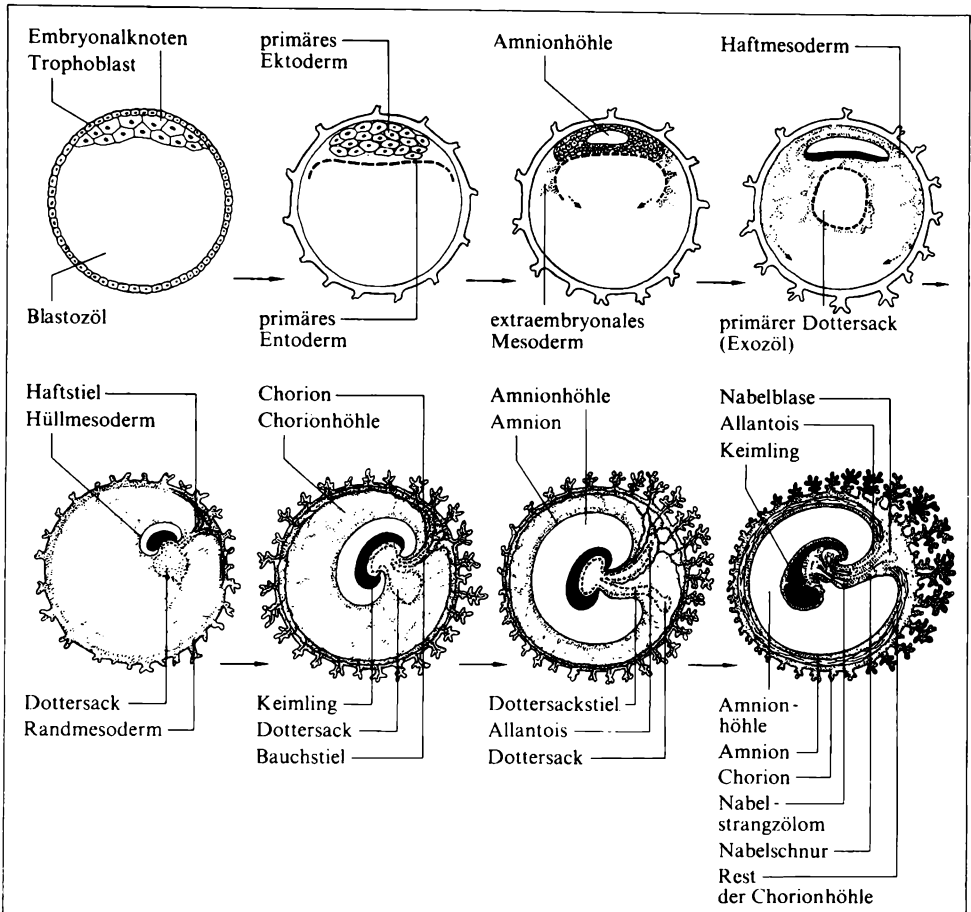 Embryonalknoten
Trophoblast
primäres
Ektoderm
Amnionhöhle
Haftmesoderm
Blastozöl
primäres
Entoderm
extraembryonales
Mesoderm
primärer Dottersack
(Exozöl)
Haftstiel
Hüllmesoderm
Chorion
Chorionhöhle
Amnionhöhle
Amnion
Nabelblase
Allantois
Keimling
Dottersack
Randmesoderm
Keimling
Dottersack
Bauchstiel
Dottersackstiel
Allantois
Dottersack
Amnion-
höhle
Amnion
Chorion
Nabel-
strangzölom
Nabelschnur
Rest
der Chorionhöhle